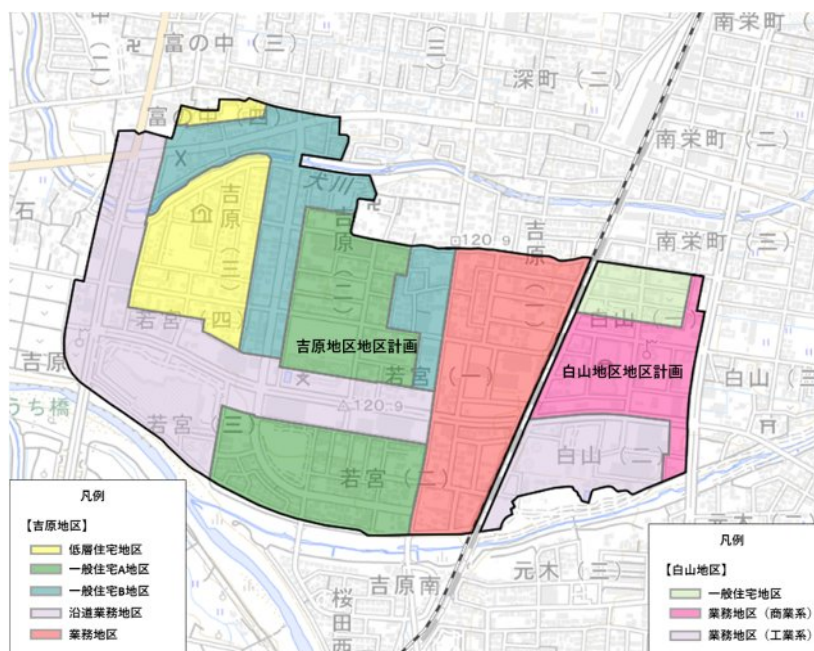 南栄町（
中（二）
富の中（三）
（三）
深町（二）
富の中（四）
南栄町（二）
犬川
石
吉原（三）
吉原（二）
120.9
吉原（一）
南栄町（三）
白山（一）
若宮（四）
吉原地区地区計画
吉原
若宮（一）
白山地区地区計画
白山（三
うち橋
120.9
若宮（三）
若宮（二）
白山（二）
吉原南
元木（三）
元木（二）
桜田西
凡例
【吉原地区】
低層住宅地区
一般住宅A地区
一般住宅B地区
沿道業務地区
業務地区
凡例
【白山地区】
一般住宅地区
業務地区（商業系）
業務地区（工業系）